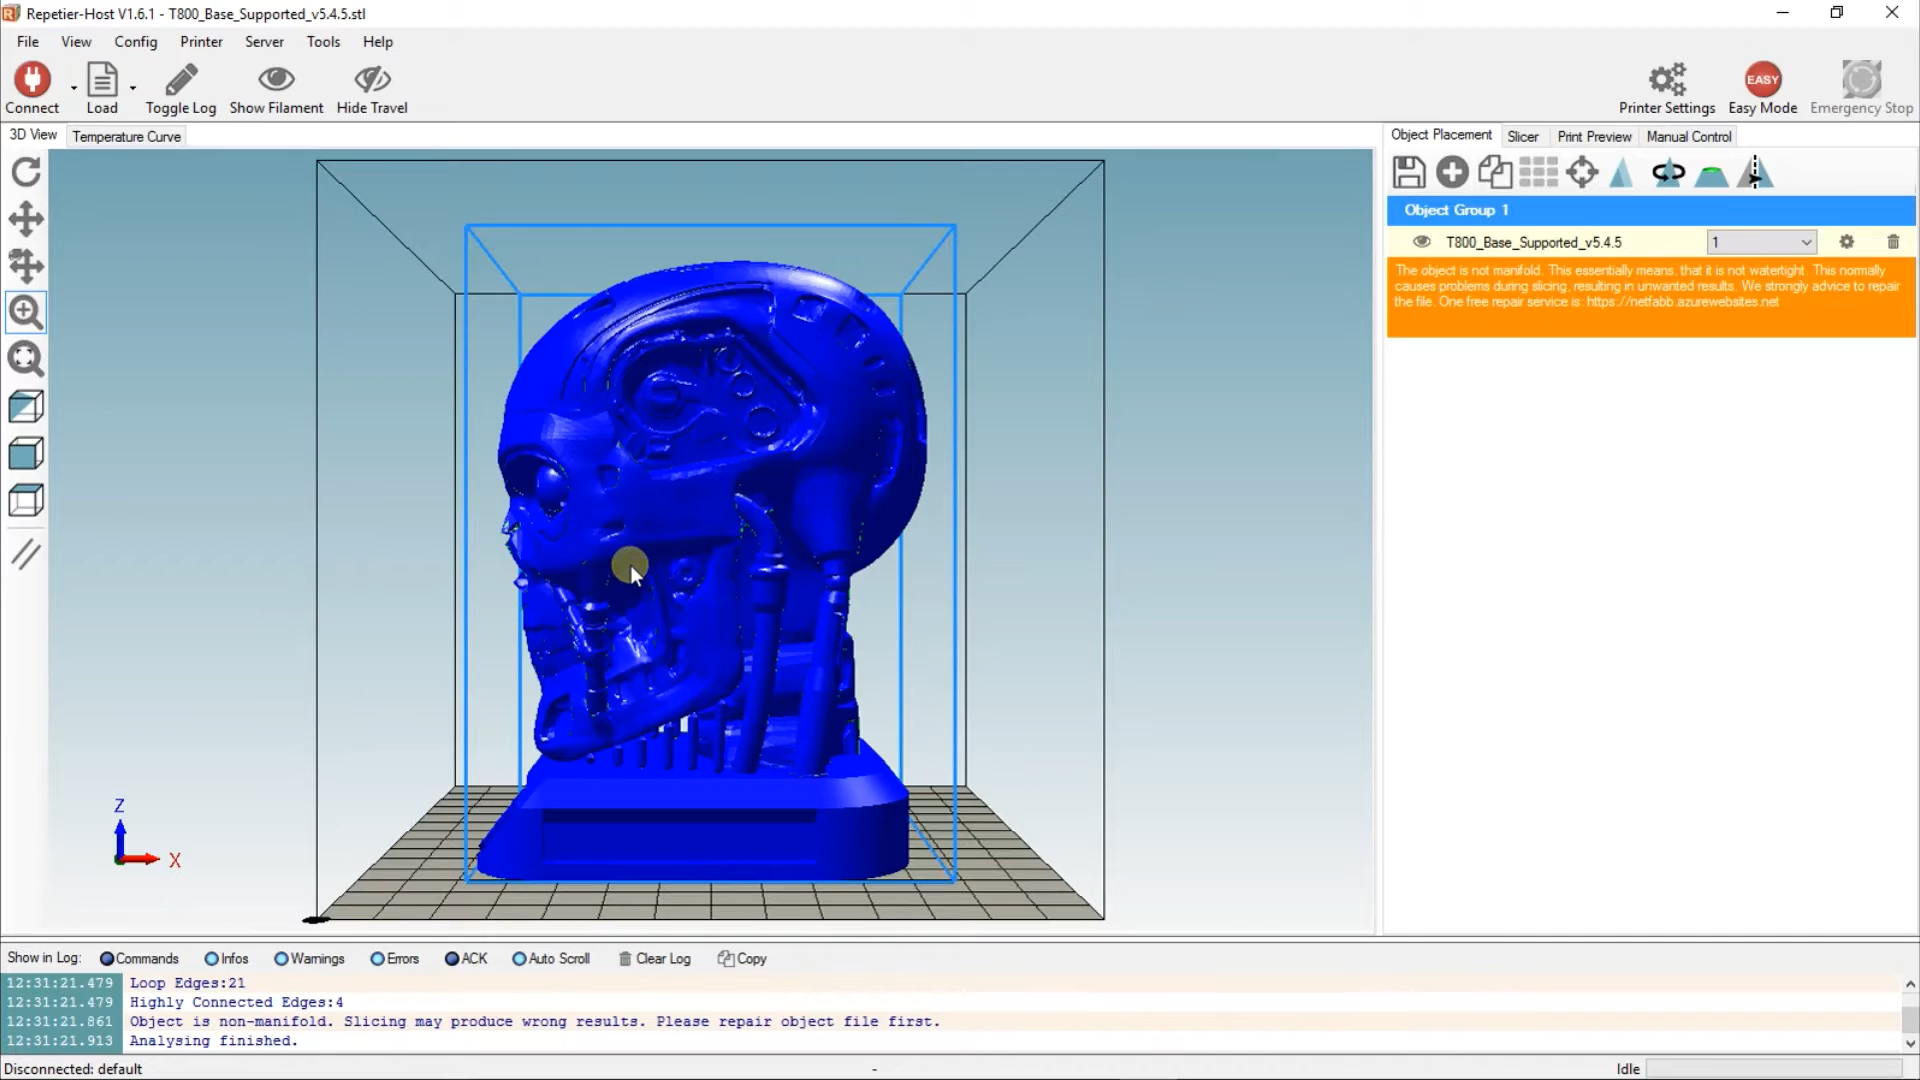 Repetier-Host V1.6.1 - T800_Base_Supported_v5.4.5.stl
File View Config Printer Server Tools Help
Connect Load Toggle Log Show Filament Hide Travel Printer Settings EASY Easy Mode Emergency Stop
3D View Temperature Curve
Object Placement Slicer Print Preview Manual Control
Object Group 1
T800_Base_Supported_v5.4.5 1
The object is not manifold. This essentially means, that it is not watertight. This normally
causes problems during slicing, resulting in unwanted results. We strongly advice to repair
the file. One free repair service is: https://netfabb.azurewebsites.net
Z
X
Show in Log: Commands Infos Warnings Errors ACK Auto Scroll Clear Log Copy
12:31:21.479 Loop Edges:21
12:31:21.479 Highly Connected Edges:4
12:31:21.861 Object is non-manifold. Slicing may produce wrong results. Please repair object file first.
12:31:21.913 Analysing finished.
Disconnected: default - Idle